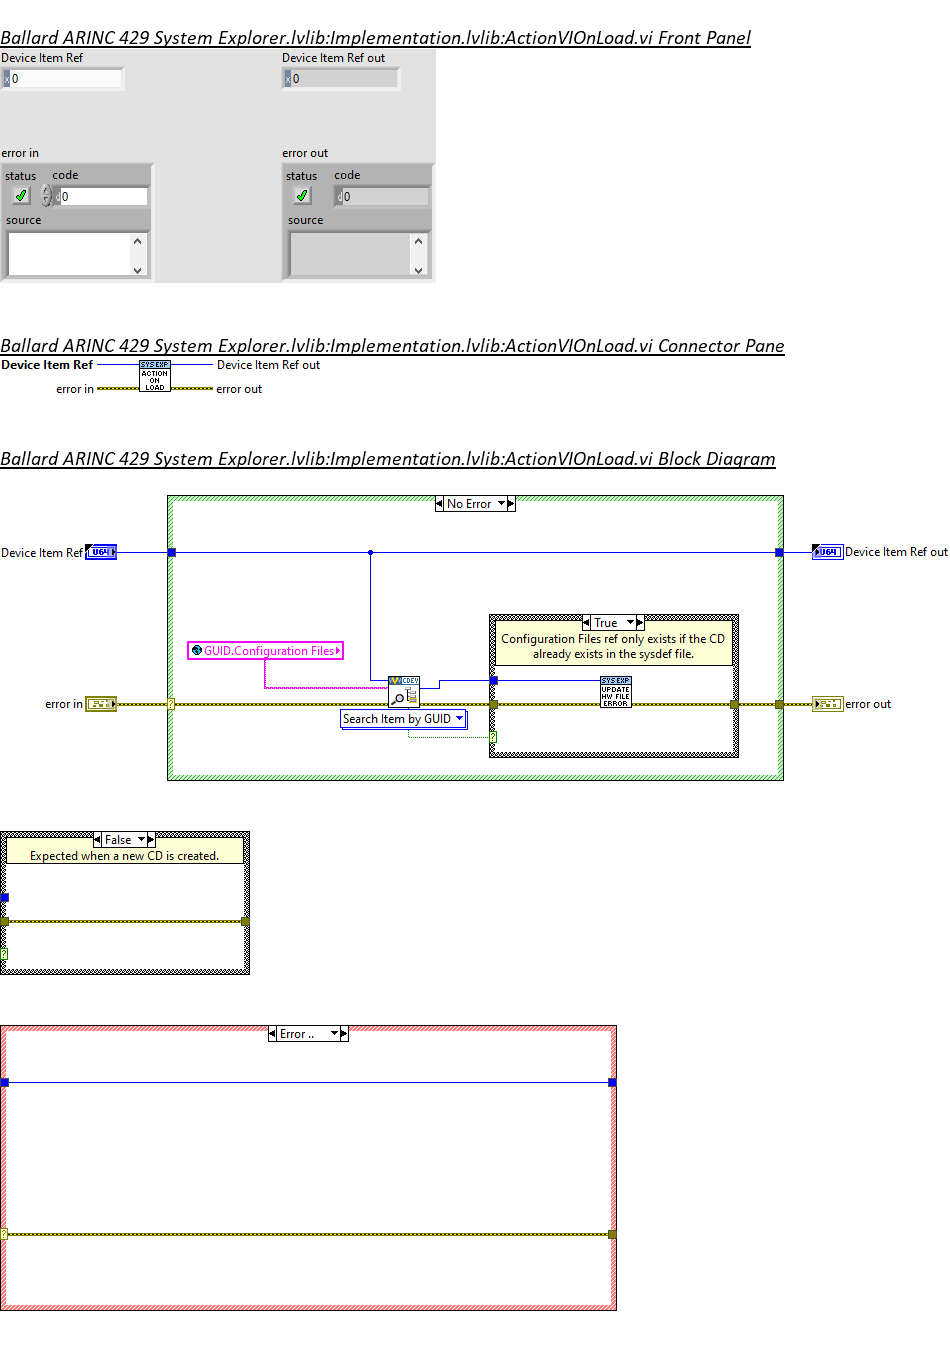 Ballard ARINC 429 System Explorer.lvlib:Implementation.lvlib:ActionVIOnLoad.vi Front Panel
Device Item Ref
Device Item Ref out
x 0
x 0
error in
error out
status code
status code
d 0
d 0
source
source
Ballard ARINC 429 System Explorer.lvlib:Implementation.lvlib:ActionVIOnLoad.vi Connector Pane
Device Item Ref
SYS EXP
Device Item Ref out
ACTION
ON
LOAD
error in
error out
Ballard ARINC 429 System Explorer.lvlib:Implementation.lvlib:ActionVIOnLoad.vi Block Diagram
No Error
Device Item Ref
U64
U64
Device Item Ref out
True
Configuration Files ref only exists if the CD
already exists in the sysdef file.
GUID.Configuration Files
CDEV
SYS EXP
UPDATE
HW FILE
ERROR
error in
?
error out
Search Item by GUID
?
False
Expected when a new CD is created.
?
Error ..
?